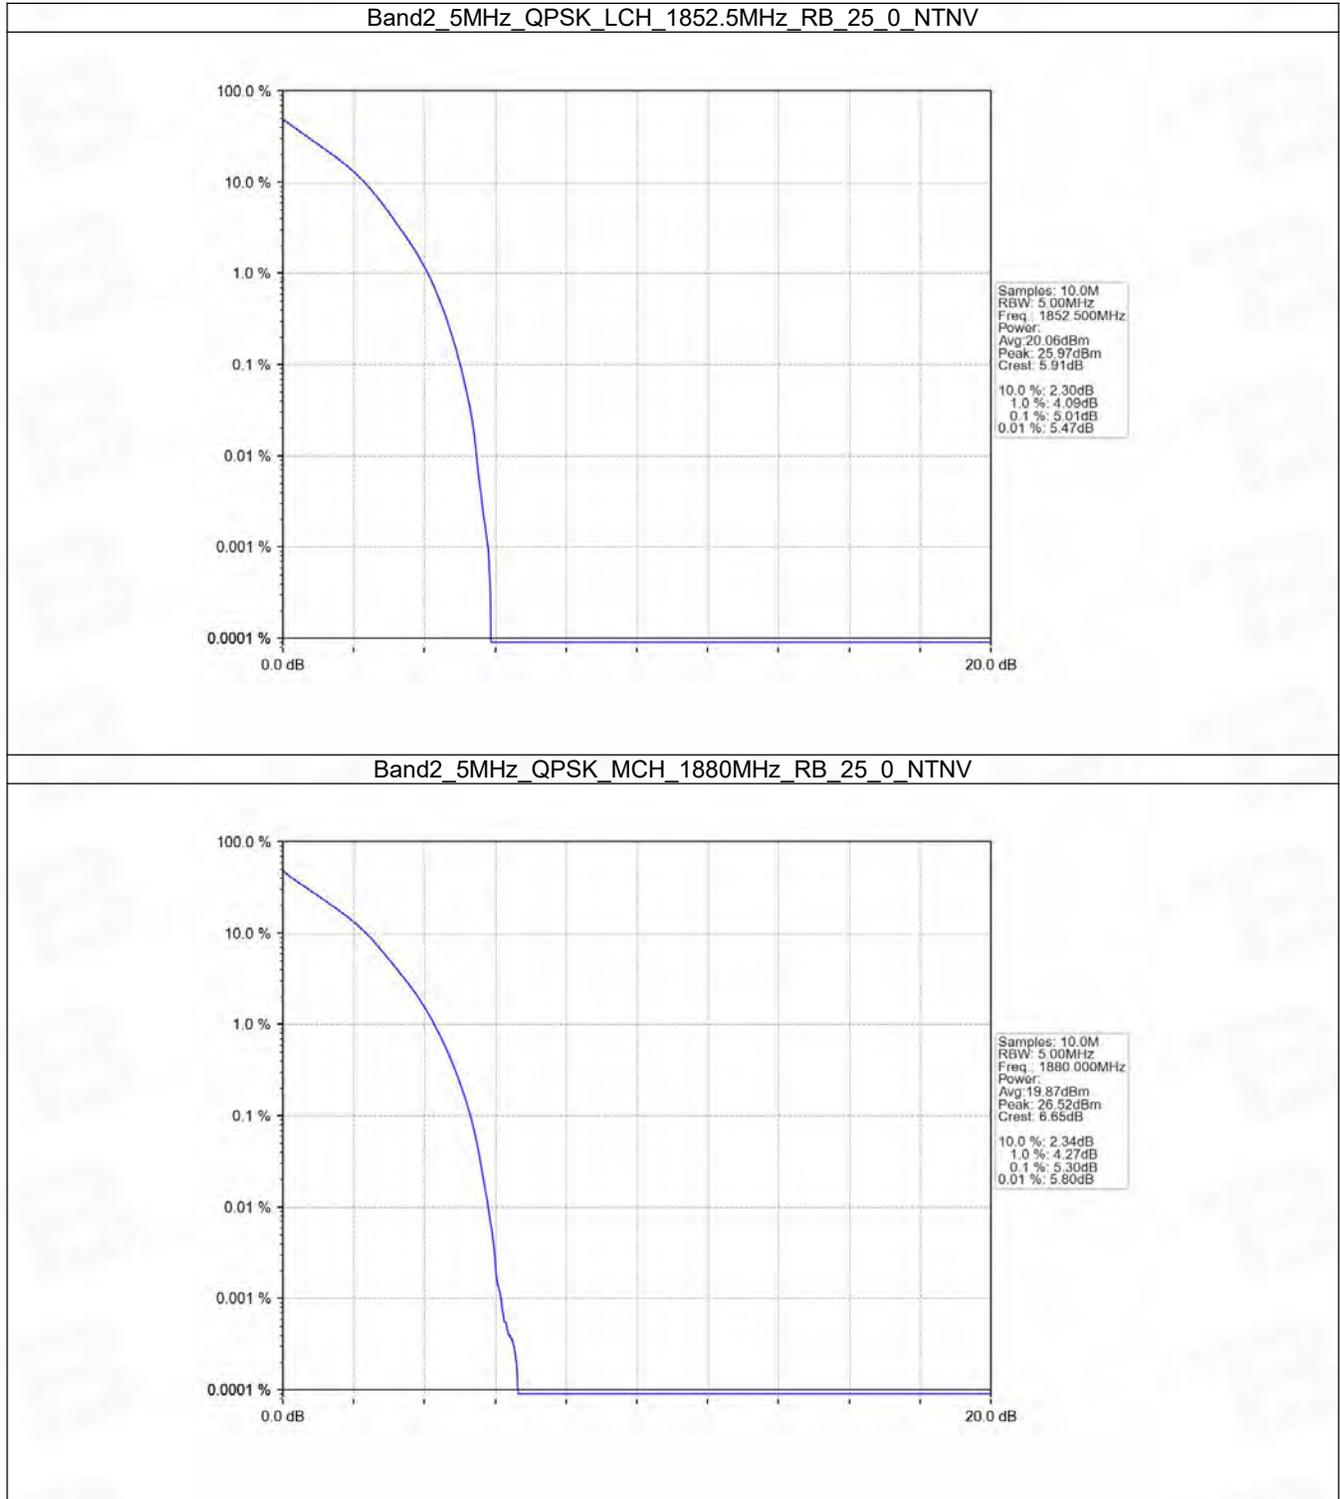 Band2_5MHz_QPSK_LCH_1852.5MHz_RB_25_0_NTNV
100.0 %
10.0 %
1.0 %
0.1 %
0.01 %
0.001 %
0.0001 %
0.0 dB
20.0 dB
Samples: 10.0M
RBW: 5.00MHz
Freq.: 1852.500MHz
Power:
Avg:20.06dBm
Peak: 25.97dBm
Crest: 5.91dB
10.0 %: 2.30dB
1.0 %: 4.09dB
0.1 %: 5.01dB
0.01 %: 5.47dB
Band2_5MHz_QPSK_MCH_1880MHz_RB_25_0_NTNV
100.0 %
10.0 %
1.0 %
0.1 %
0.01 %
0.001 %
0.0001 %
0.0 dB
20.0 dB
Samples: 10.0M
RBW: 5.00MHz
Freq.: 1880.000MHz
Power:
Avg:19.87dBm
Peak: 26.52dBm
Crest: 6.65dB
10.0 %: 2.34dB
1.0 %: 4.27dB
0.1 %: 5.30dB
0.01 %: 5.80dB